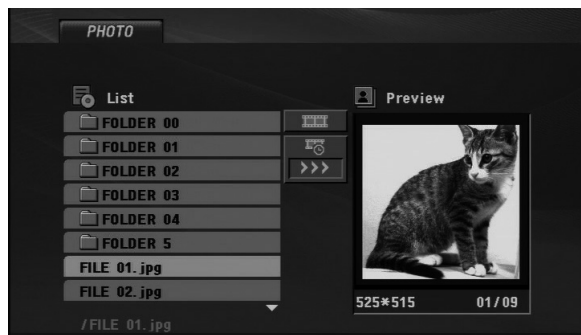 PHOTO
List
FOLDER 00
FOLDER 01
FOLDER 02
FOLDER 03
FOLDER 04
FOLDER 5
FILE 01.jpg
FILE 02.jpg
/FILE 01.jpg
>>>
Preview
525*515 01/09